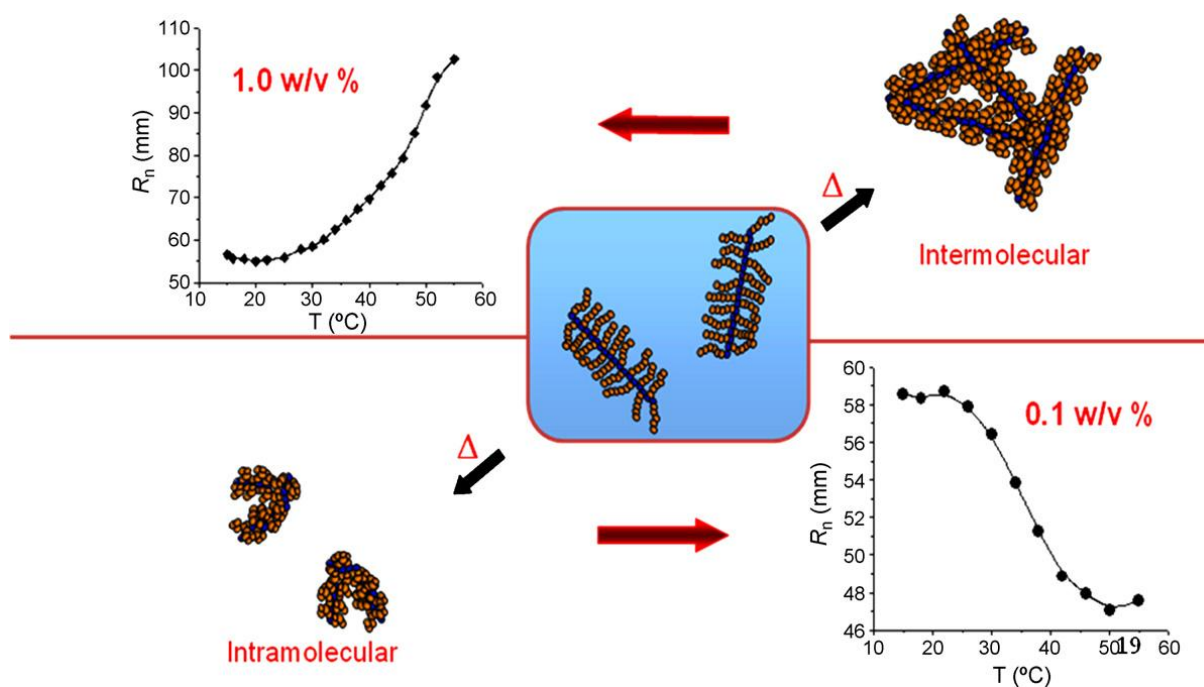 110
100
90
80
70
60
50
R_n (mm)
1.0 w/v %
10 20 30 40 50 60
T (ºC)
Δ
Intermolecular
Δ
Intramolecular
60
58
56
54
52
50
48
46
R_n (mm)
0.1 w/v %
10 20 30 40 50 19 60
T (ºC)